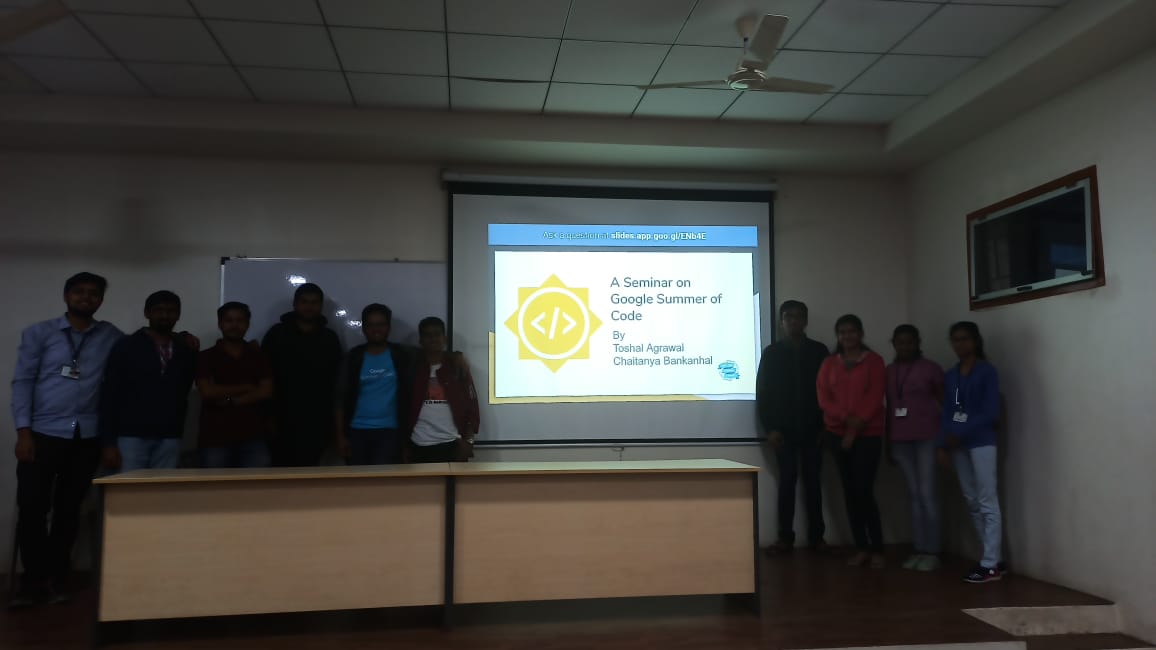 Ask a question at slides.app.goo.gl/ENb4E
A Seminar on
Google Summer of
Code
By
Toshal Agrawal
Chaitanya Bankanhal
</>
Google